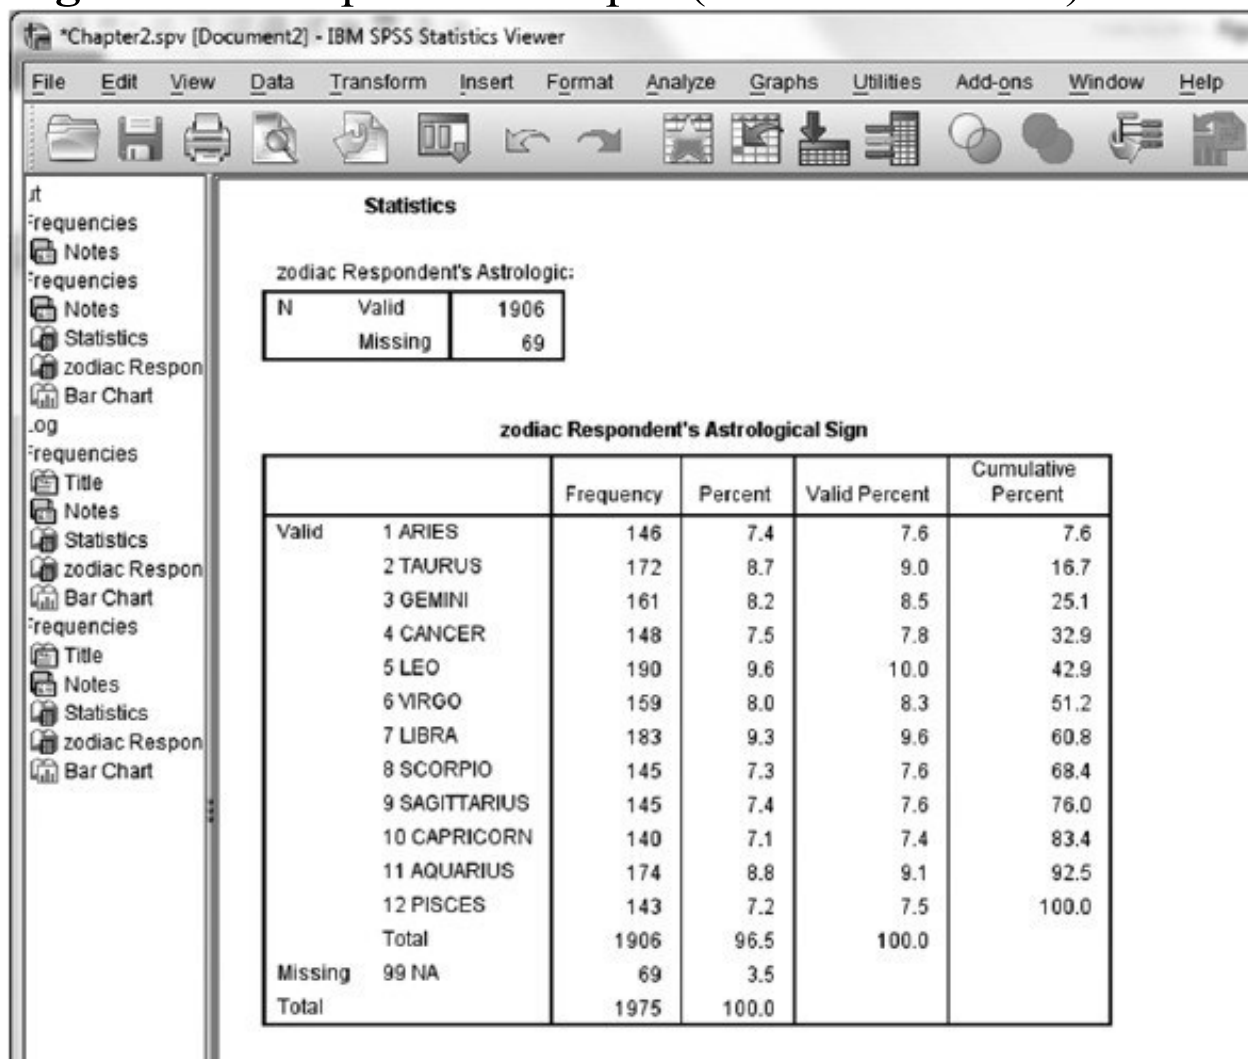 *Chapter2.spv [Document2] - IBM SPSS Statistics Viewer
File Edit View Data Transform Insert Format Analyze Graphs Utilities Add-ons Window Help
Frequencies
Notes
Frequencies
Notes
Statistics
zodiac Respon
Bar Chart
Log
Frequencies
Title
Notes
Statistics
zodiac Respon
Bar Chart
Frequencies
Title
Notes
Statistics
zodiac Respon
Bar Chart
Statistics
zodiac Respondent's Astrologic
N Valid 1906
Missing 69
zodiac Respondent's Astrological Sign
Frequency Percent Valid Percent Cumulative Percent
Valid 1 ARIES 146 7.4 7.6 7.6
2 TAURUS 172 8.7 9.0 16.7
3 GEMINI 161 8.2 8.5 25.1
4 CANCER 148 7.5 7.8 32.9
5 LEO 190 9.6 10.0 42.9
6 VIRGO 159 8.0 8.3 51.2
7 LIBRA 183 9.3 9.6 60.8
8 SCORPIO 145 7.3 7.6 68.4
9 SAGITTARIUS 145 7.4 7.6 76.0
10 CAPRICORN 140 7.1 7.4 83.4
11 AQUARIUS 174 8.8 9.1 92.5
12 PISCES 143 7.2 7.5 100.0
Total 1906 96.5 100.0
Missing 99 NA 69 3.5
Total 1975 100.0